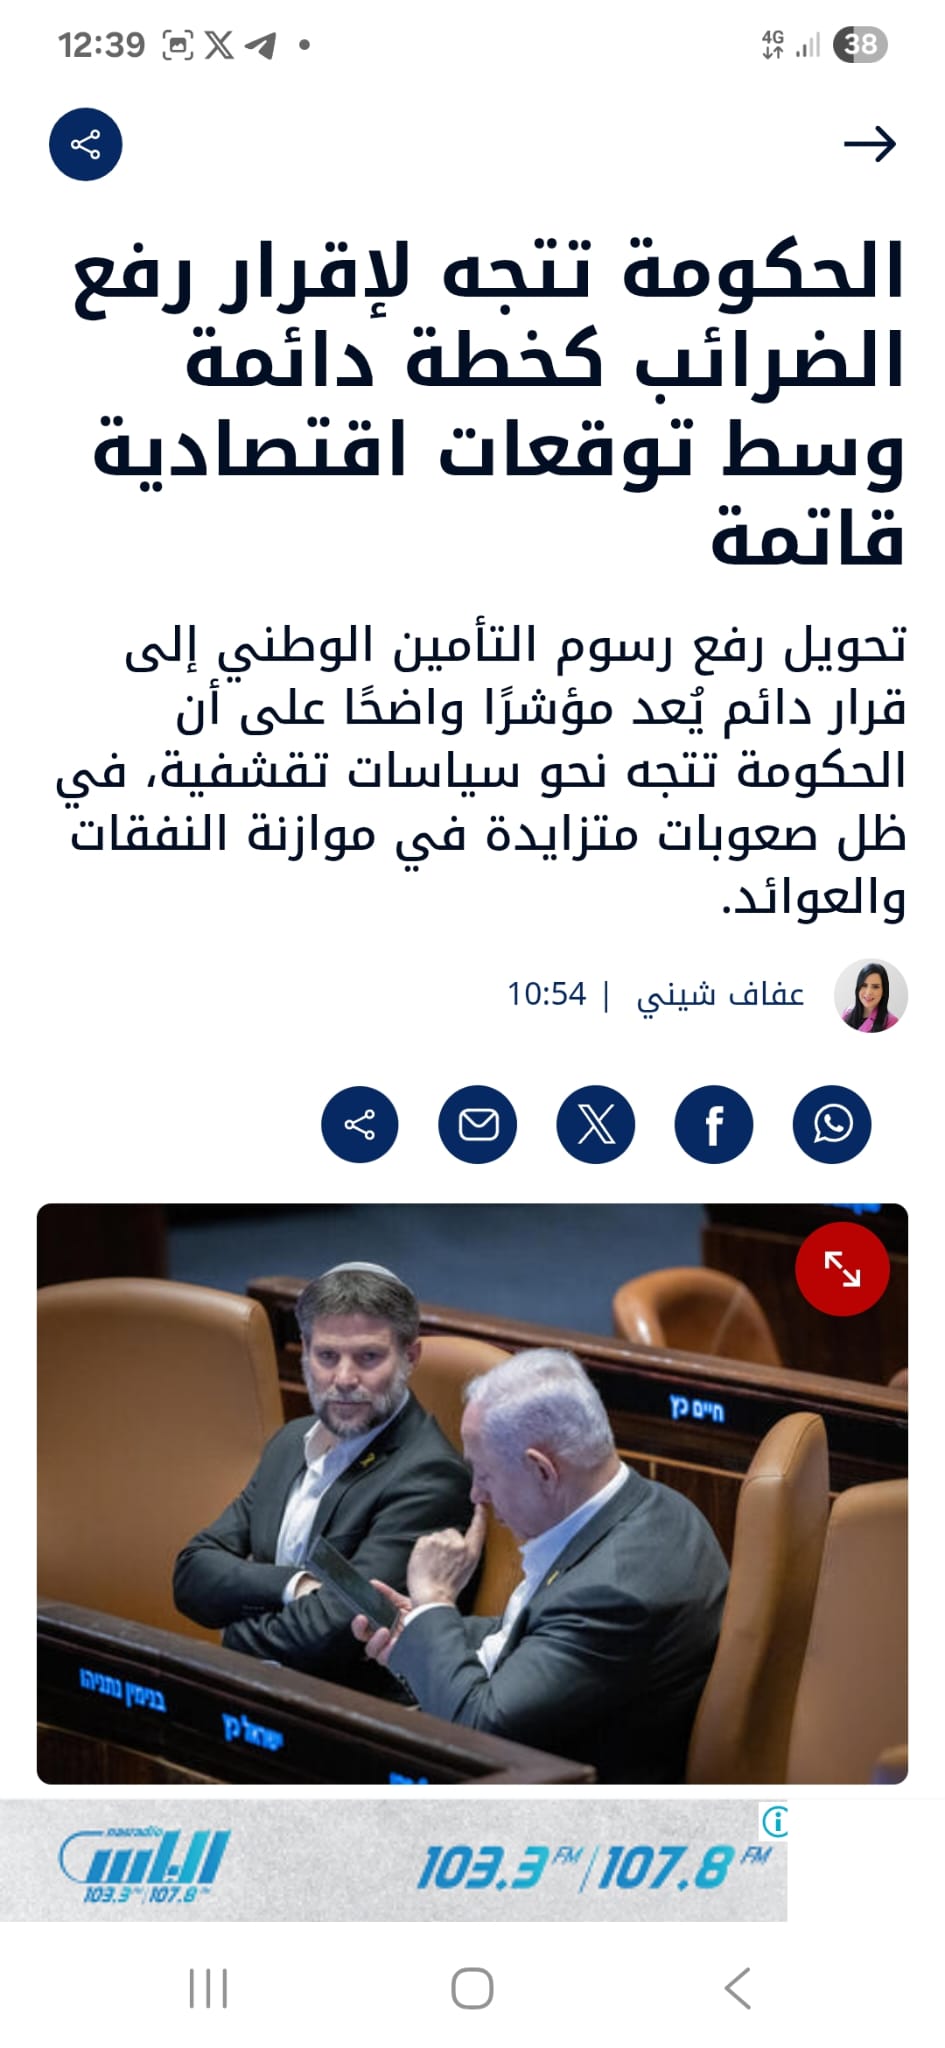 12:39
4G
38
الحكومة تتجه لإقرار رفع
الضرائب كخطة دائمة
وسط توقعات اقتصادية
قاتمة
تحويل رفع رسوم التأمين الوطني إلى
قرار دائم يُعد مؤشرًا واضحًا على أن
الحكومة تتجه نحو سياسات تقشفية، في
ظل صعوبات متزايدة في موازنة النفقات
والعوائد.
عفاف شيني | 10:54
חיים כץ
בנימין נתניהו
ישראל כץ
nasradio
الناس
103.3 FM | 107.8 FM
103.3 FM | 107.8 FM